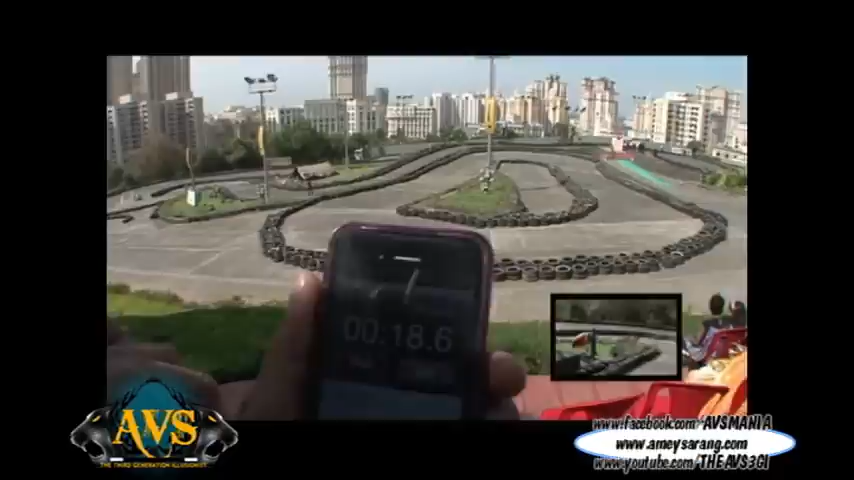 00:18.6
AVS
THE THIRD GENERATION ILLUSIONIST
www.facebook.com/AVSMANIA
www.ameysarang.com
www.youtube.com/THEAVS3GI